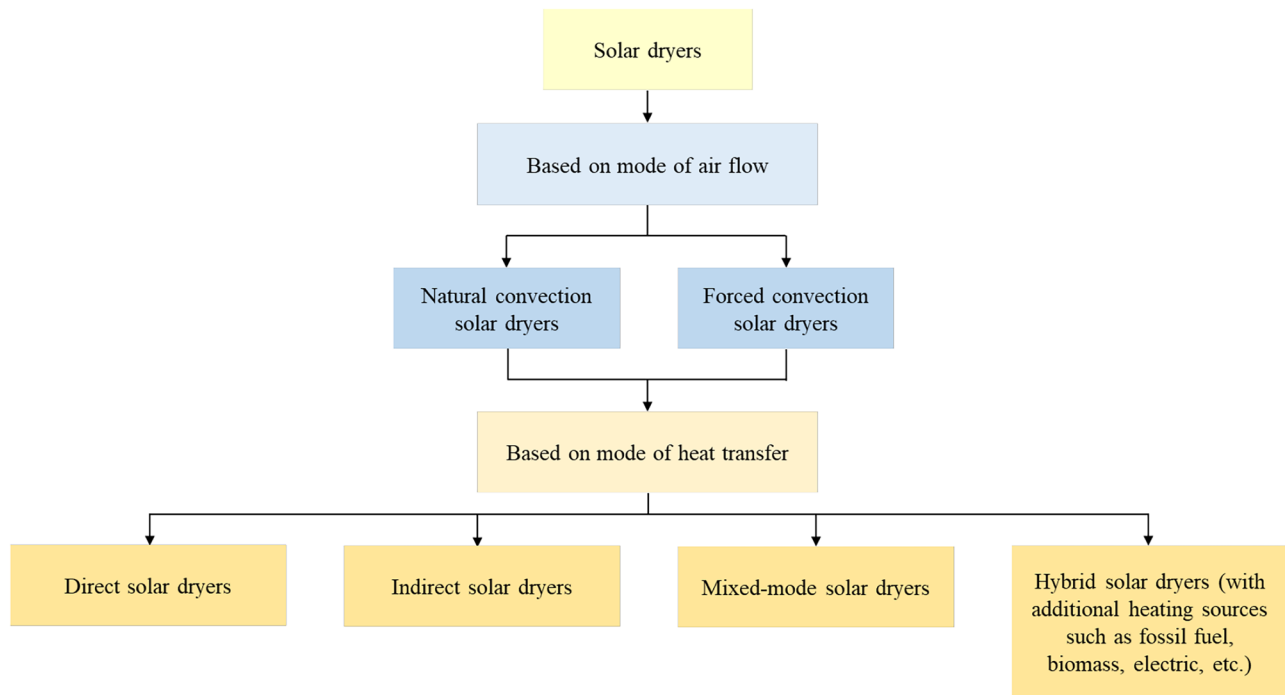 Solar dryers
Based on mode of air flow
Natural convection
solar dryers
Forced convection
solar dryers
Based on mode of heat transfer
Direct solar dryers
Indirect solar dryers
Mixed-mode solar dryers
Hybrid solar dryers (with
additional heating sources
such as fossil fuel,
biomass, electric, etc.)